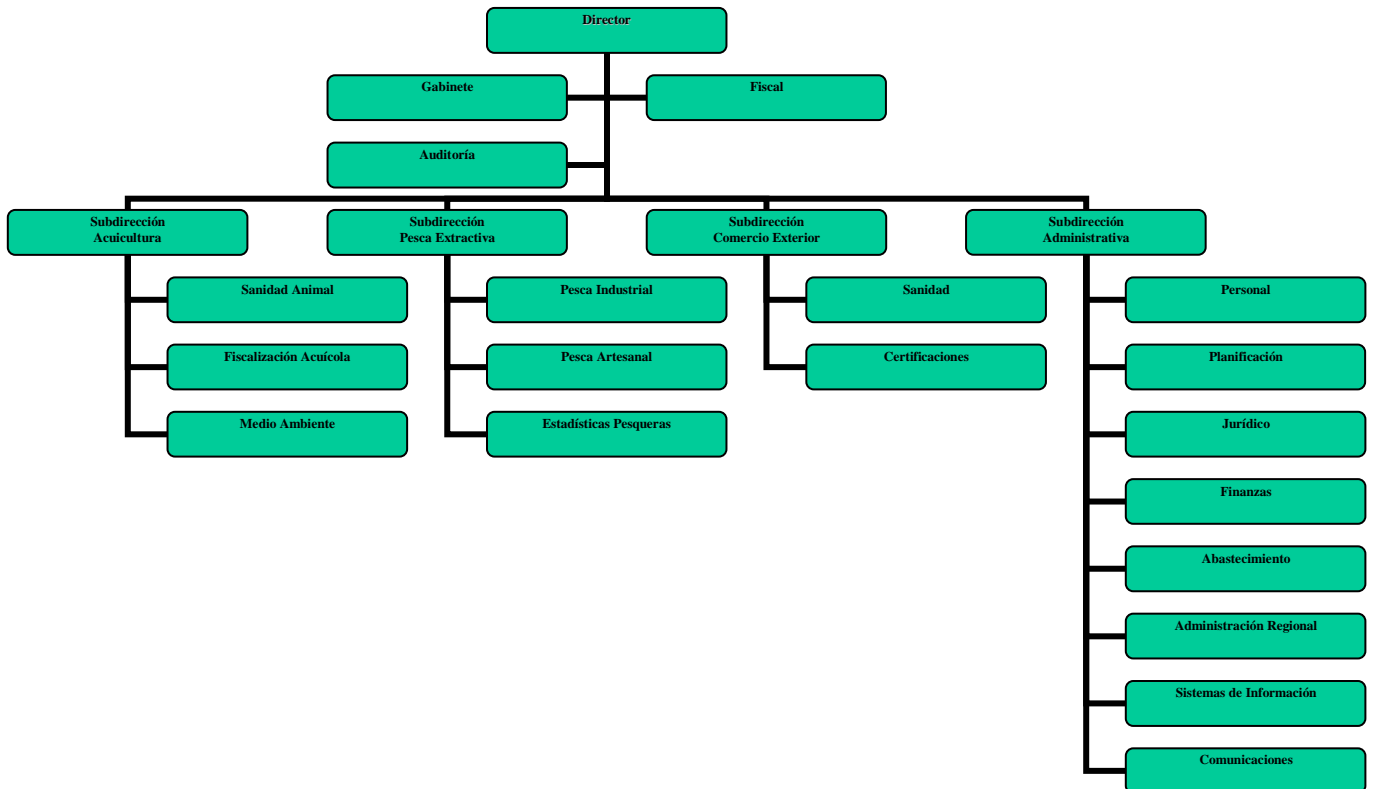 Director
Gabinete
Fiscal
Auditoría
Subdirección
Acuicultura
Subdirección
Pesca Extractiva
Subdirección
Comercio Exterior
Subdirección
Administrativa
Sanidad Animal
Fiscalización Acuícola
Medio Ambiente
Pesca Industrial
Pesca Artesanal
Estadísticas Pesqueras
Sanidad
Certificaciones
Personal
Planificación
Jurídico
Finanzas
Abastecimiento
Administración Regional
Sistemas de Información
Comunicaciones